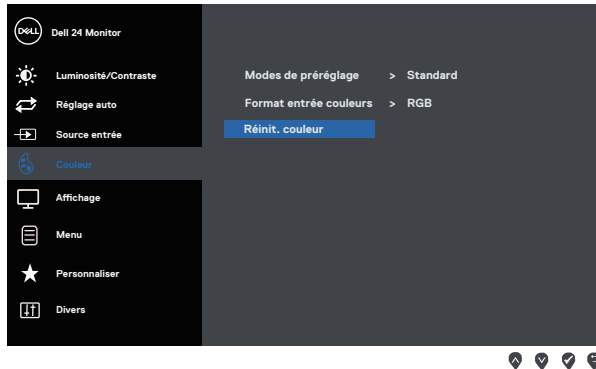 DELL Dell 24 Monitor
Luminosité/Contraste
Modes de préréglage > Standard
Réglage auto
Format entrée couleurs > RGB
Source entrée
Réinit. couleur
Couleur
Affichage
Menu
Personnaliser
Divers